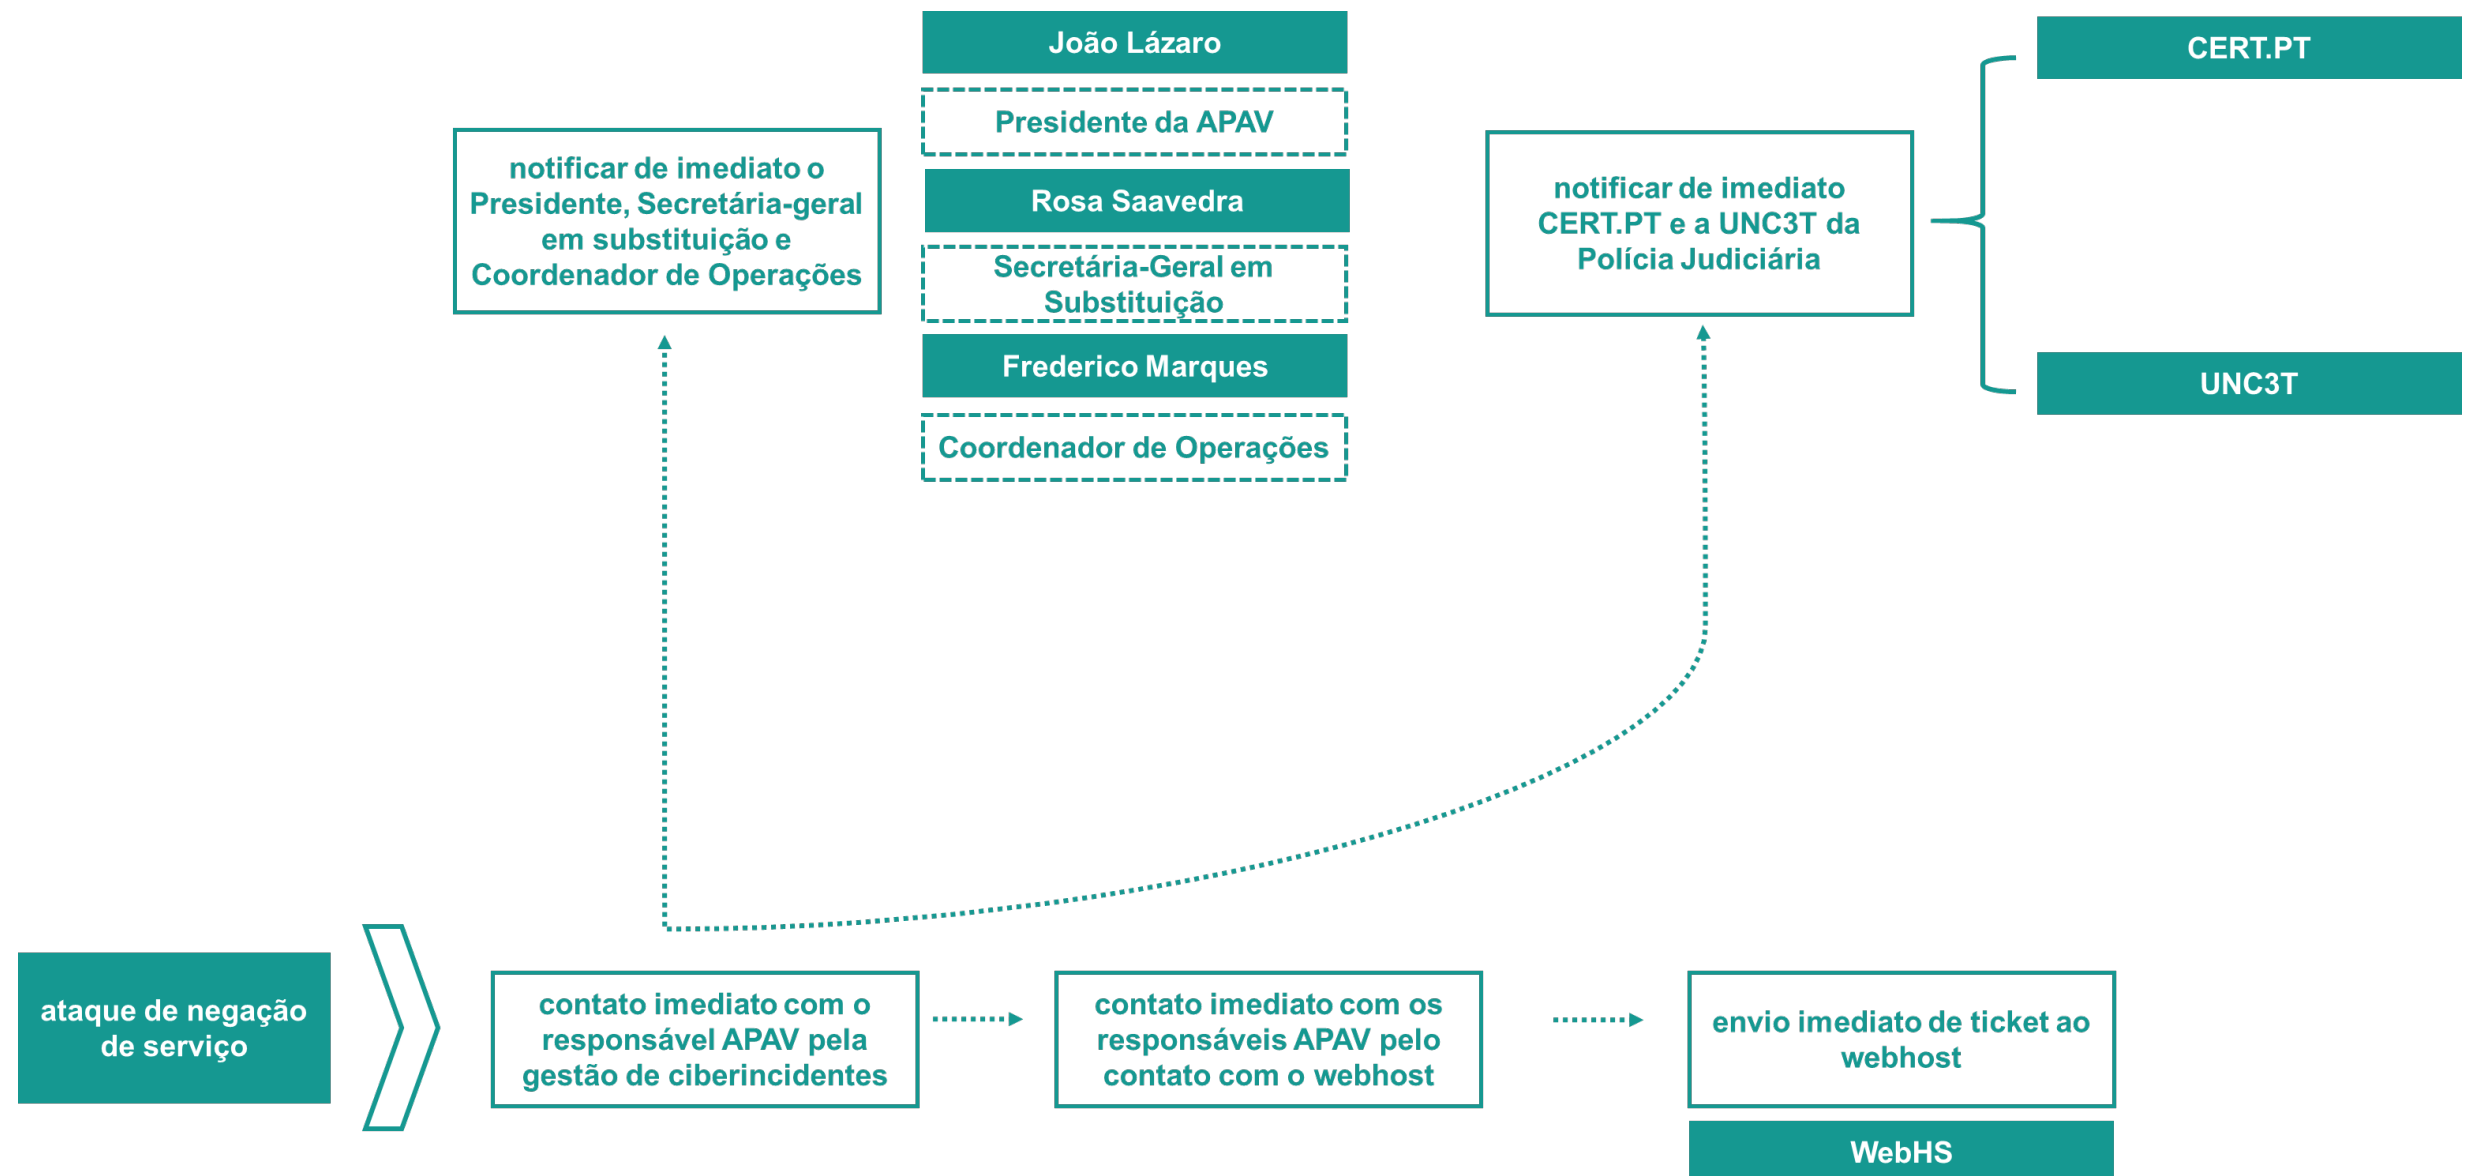 João Lázaro
Presidente da APAV
notificar de imediato o
Presidente, Secretária-geral
em substituição e
Coordenador de Operações
Rosa Saavedra
Secretária-Geral em
Substituição
Frederico Marques
Coordenador de Operações
notificar de imediato
CERT.PT e a UNC3T da
Polícia Judiciária
CERT.PT
UNC3T
ataque de negação
de serviço
contato imediato com o
responsável APAV pela
gestão de ciberincidentes
contato imediato com os
responsáveis APAV pelo
contato com o webhost
envio imediato de ticket ao
webhost
WebHS